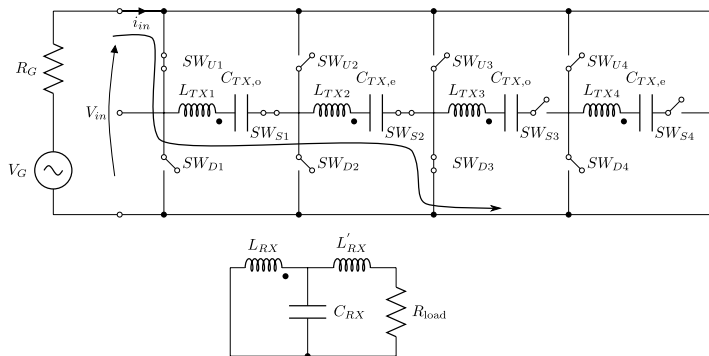 i_in
R_G
SW_U1
SW_U2
SW_U3
SW_U4
C_TX,o
C_TX,e
C_TX,o
C_TX,e
L_TX1
L_TX2
L_TX3
L_TX4
V_in
SW_S1
SW_S2
SW_S3
SW_S4
V_G
SW_D1
SW_D2
SW_D3
SW_D4
L_RX
L'_RX
C_RX
R_load